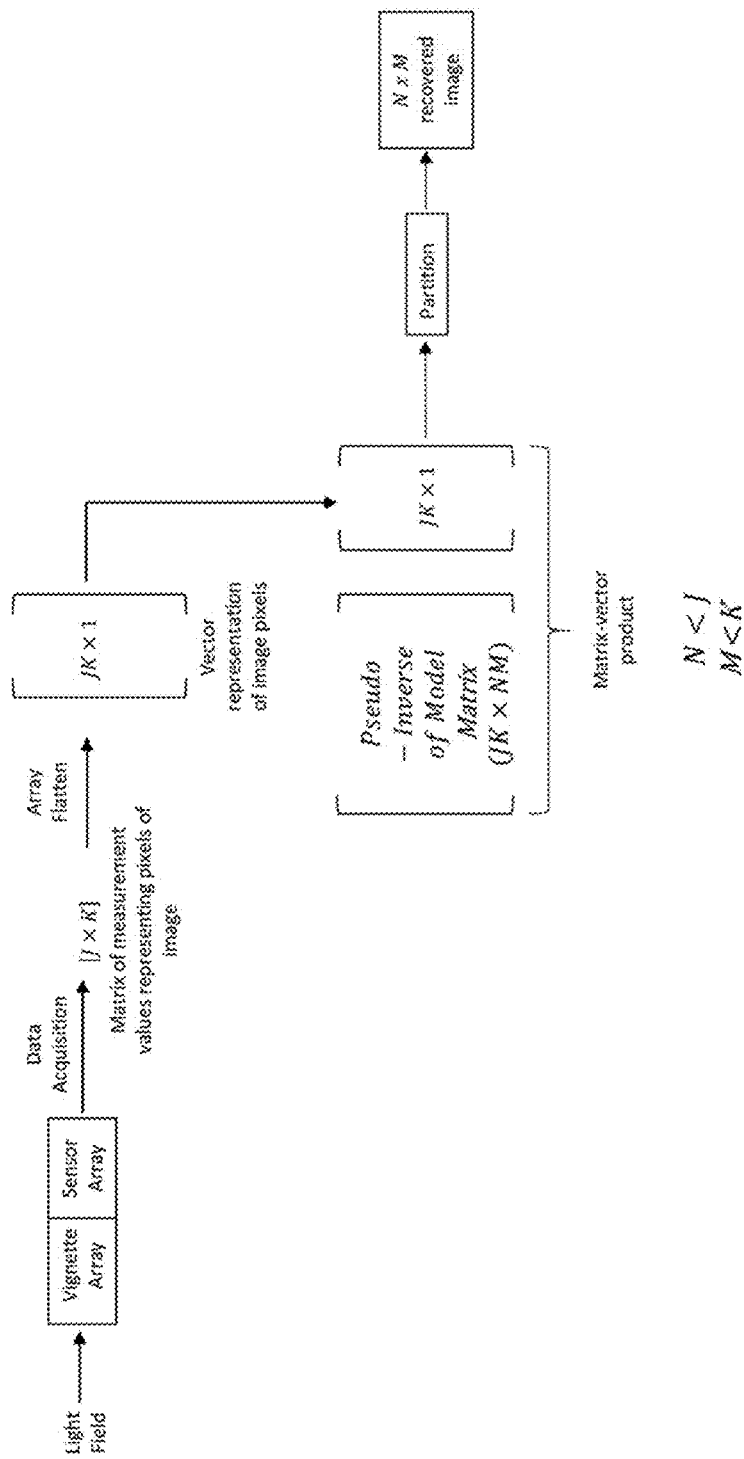 Light
Field
Vignette
Array
Sensor
Array
Data
Acquisition
[J × K]
Matrix of measurement
values representing pixels of
image
Array
Flatten
JK × 1
Vector
representation
of image pixels
Pseudo
− Inverse
of Model
Matrix
(JK × NM)
JK × 1
Matrix-vector
product
Partition
N x M
recovered
image
N < J
M < K